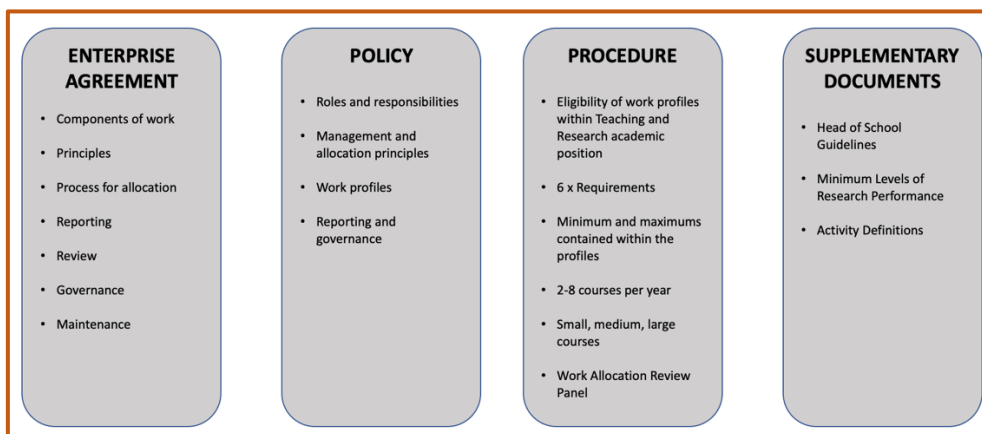 ENTERPRISE
AGREEMENT
• Components of work
• Principles
• Process for allocation
• Reporting
• Review
• Governance
• Maintenance
POLICY
• Roles and responsibilities
• Management and
allocation principles
• Work profiles
• Reporting and
governance
PROCEDURE
• Eligibility of work profiles
within Teaching and
Research academic
position
• 6 x Requirements
• Minimum and maximums
contained within the
profiles
• 2-8 courses per year
• Small, medium, large
courses
• Work Allocation Review
Panel
SUPPLEMENTARY
DOCUMENTS
• Head of School
Guidelines
• Minimum Levels of
Research Performance
• Activity Definitions